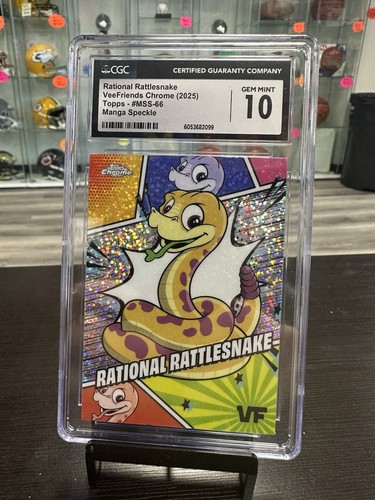 CGC
CERTIFIED GUARANTY COMPANY
Rational Rattlesnake
VeeFriends Chrome (2025)
Topps - #MSS-66
Manga Speckle
GEM MINT
10
6053682099
Topps
Chrome
RATIONAL RATTLESNAKE
VF